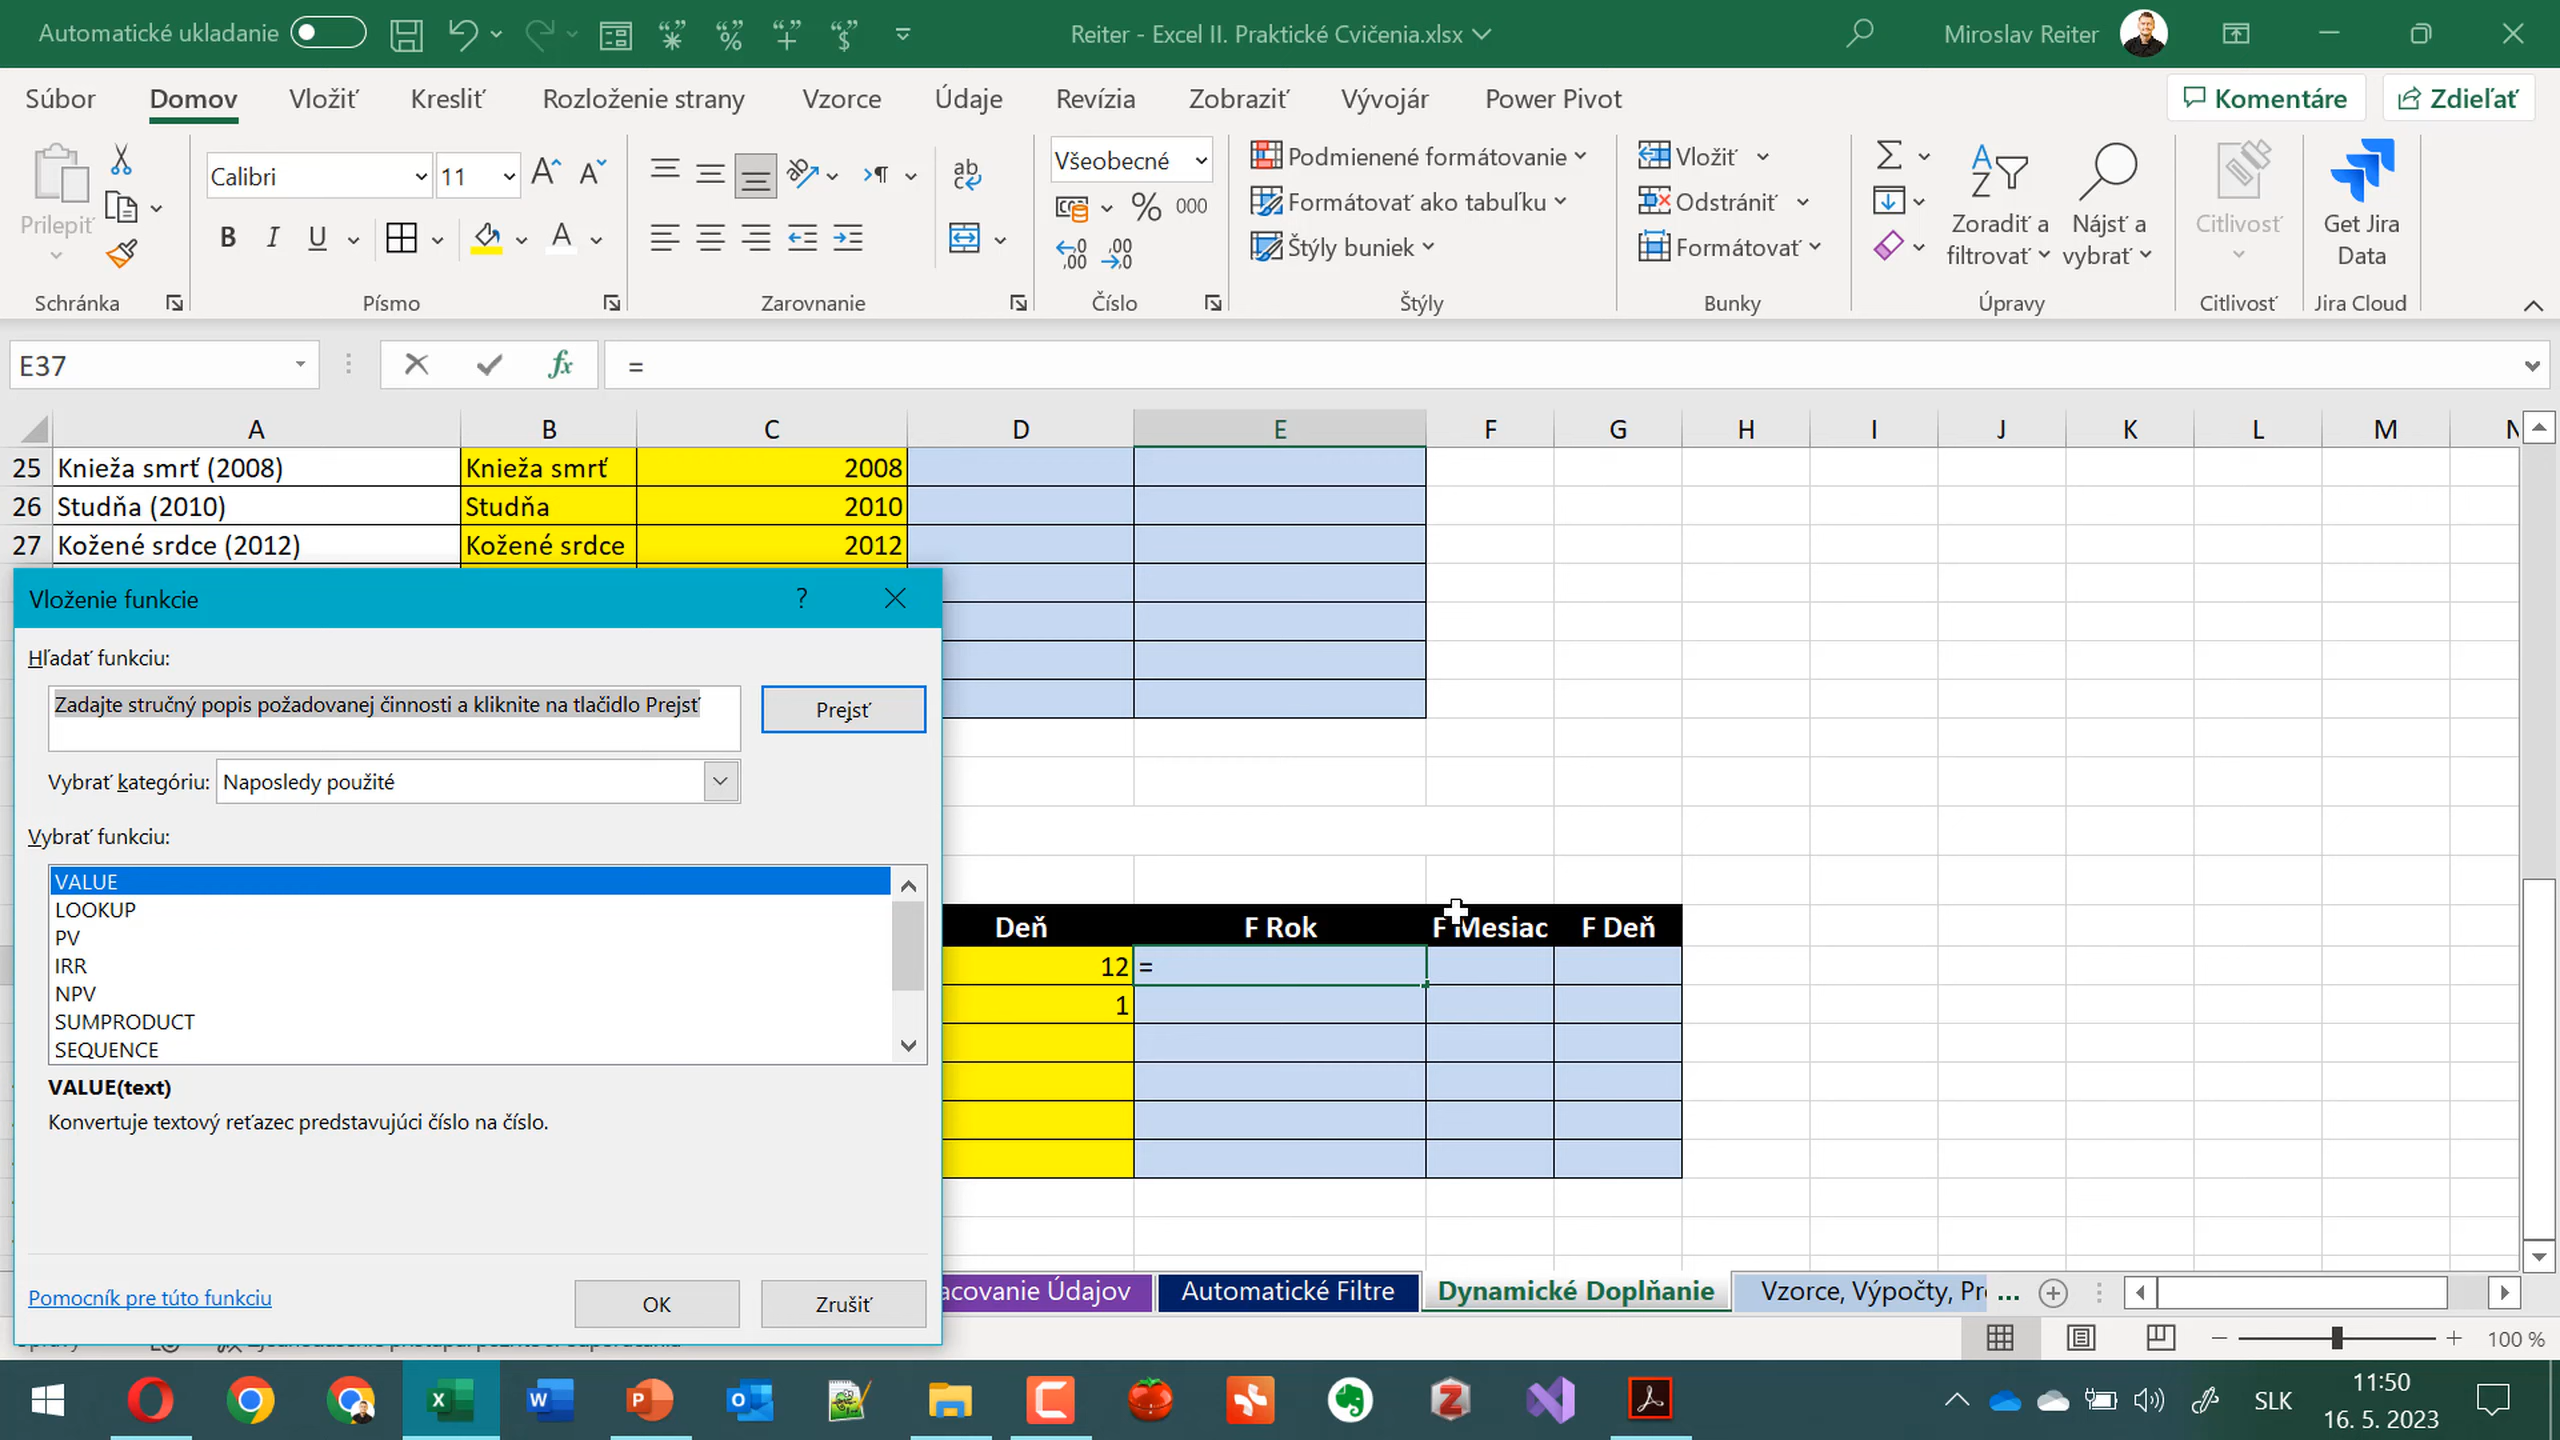 Automatické ukladanie
Reiter - Excel II. Praktické Cvičenia.xlsx
Miroslav Reiter
Súbor Domov Vložiť Kresliť Rozloženie strany Vzorce Údaje Revízia Zobraziť Vývojár Power Pivot Komentáre Zdieľať
Prilepiť
Calibri 11
B I U
Všeobecné
% 000
Podmienené formátovanie
Formátovať ako tabuľku
Štýly buniek
Vložiť
Odstrániť
Formátovať
Zoradiť a filtrovať
Nájsť a vybrať
Citlivosť
Get Jira Data
Schránka Písmo Zarovnanie Číslo Štýly Bunky Úpravy Citlivosť Jira Cloud
E37 fx =
A B C D E F G H I J K L M
25 Knieža smrť (2008) Knieža smrť 2008
26 Studňa (2010) Studňa 2010
27 Kožené srdce (2012) Kožené srdce 2012
Vloženie funkcie ?
Hľadať funkciu:
Zadajte stručný popis požadovanej činnosti a kliknite na tlačidlo Prejsť
Prejsť
Vybrať kategóriu: Naposledy použité
Vybrať funkciu:
VALUE
LOOKUP
PV
IRR
NPV
SUMPRODUCT
SEQUENCE
VALUE(text)
Konvertuje textový reťazec predstavujúci číslo na číslo.
Pomocník pre túto funkciu
OK
Zrušiť
Deň F Rok F Mesiac F Deň
12 =
1
acovanie Údajov Automatické Filtre Dynamické Doplňanie Vzorce, Výpočty, Pr ...
100 %
SLK
11:50
16. 5. 2023